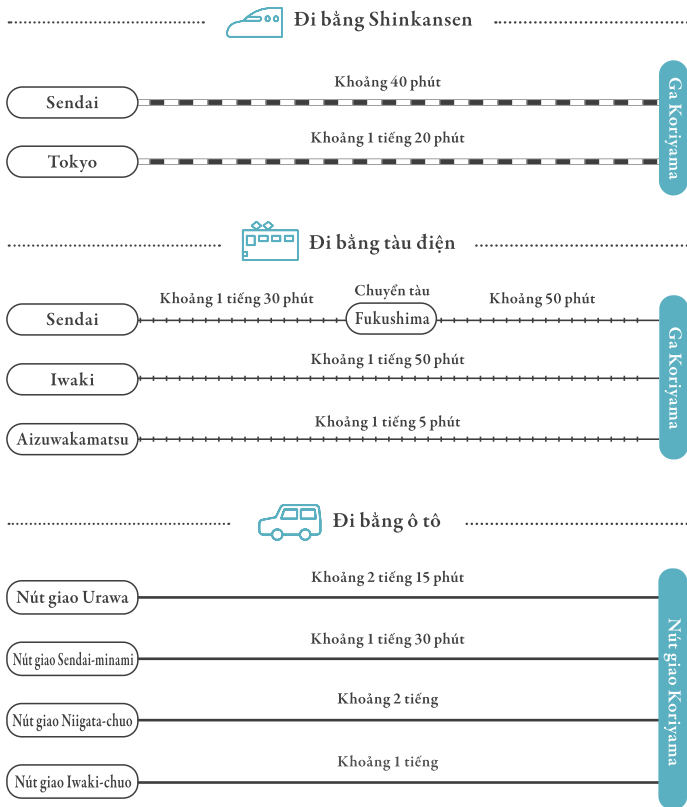 Đi bằng Shinkansen
Khoảng 40 phút
Sendai
Khoảng 1 tiếng 20 phút
Tokyo
Ga Koriyama
Đi bằng tàu điện
Khoảng 1 tiếng 30 phút
Chuyển tàu
Khoảng 50 phút
Sendai
Fukushima
Khoảng 1 tiếng 50 phút
Iwaki
Khoảng 1 tiếng 5 phút
Aizuwakamatsu
Ga Koriyama
Đi bằng ô tô
Khoảng 2 tiếng 15 phút
Nút giao Urawa
Khoảng 1 tiếng 30 phút
Nút giao Sendai-minami
Khoảng 2 tiếng
Nút giao Niigata-chuo
Khoảng 1 tiếng
Nút giao Iwaki-chuo
Nút giao Koriyama